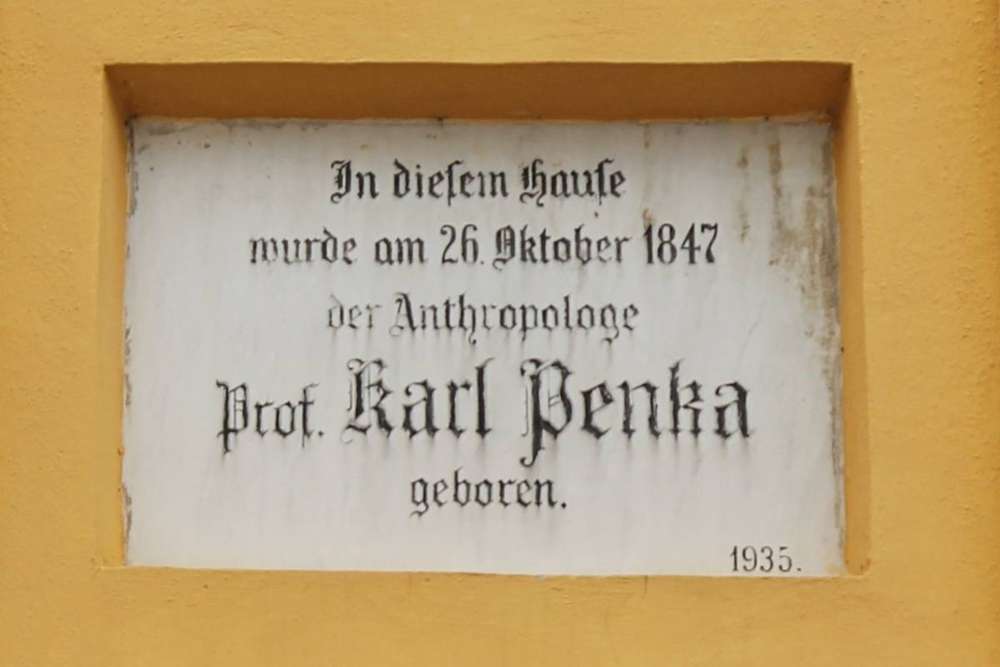 In dieſem Hauſe
wurde am 26. Oktober 1847
der Anthropologe
Prof. Karl Penka
geboren.
1935.